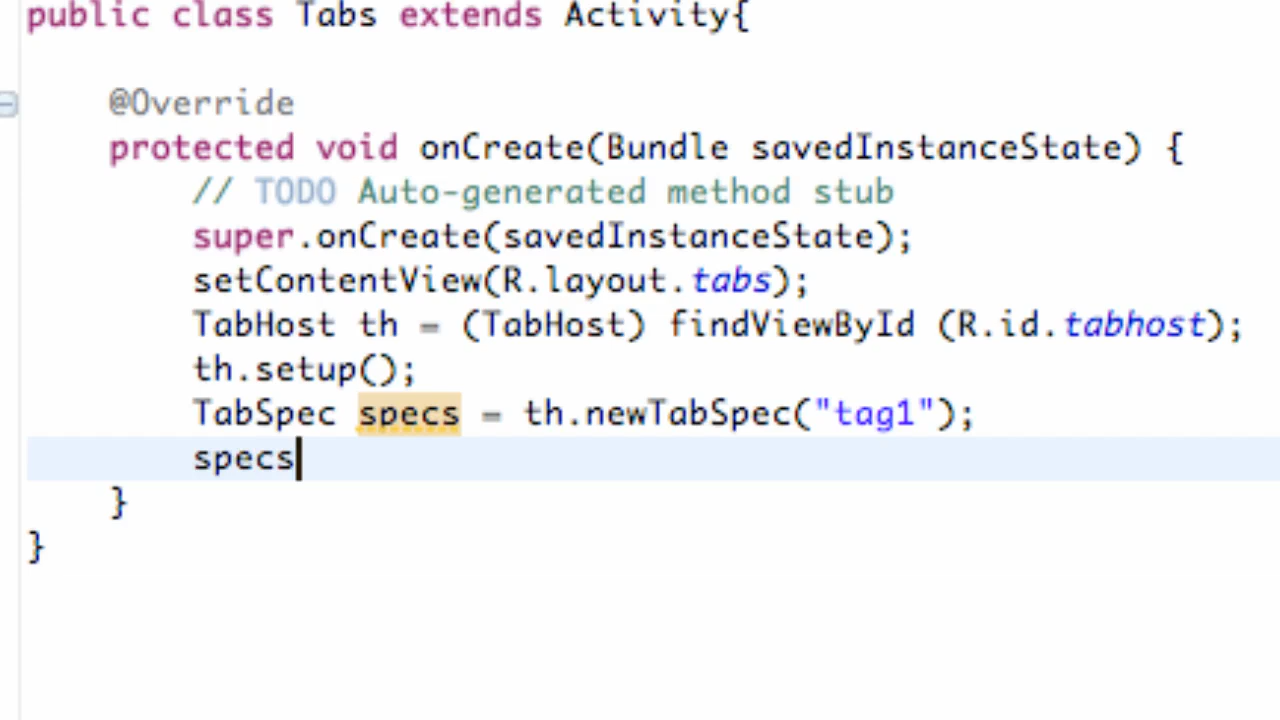 public class Tabs extends Activity{
@Override
protected void onCreate(Bundle savedInstanceState) {
// TODO Auto-generated method stub
super.onCreate(savedInstanceState);
setContentView(R.layout.tabs);
TabHost th = (TabHost) findViewById (R.id.tabhost);
th.setup();
TabSpec specs = th.newTabSpec("tag1");
specs
}
}